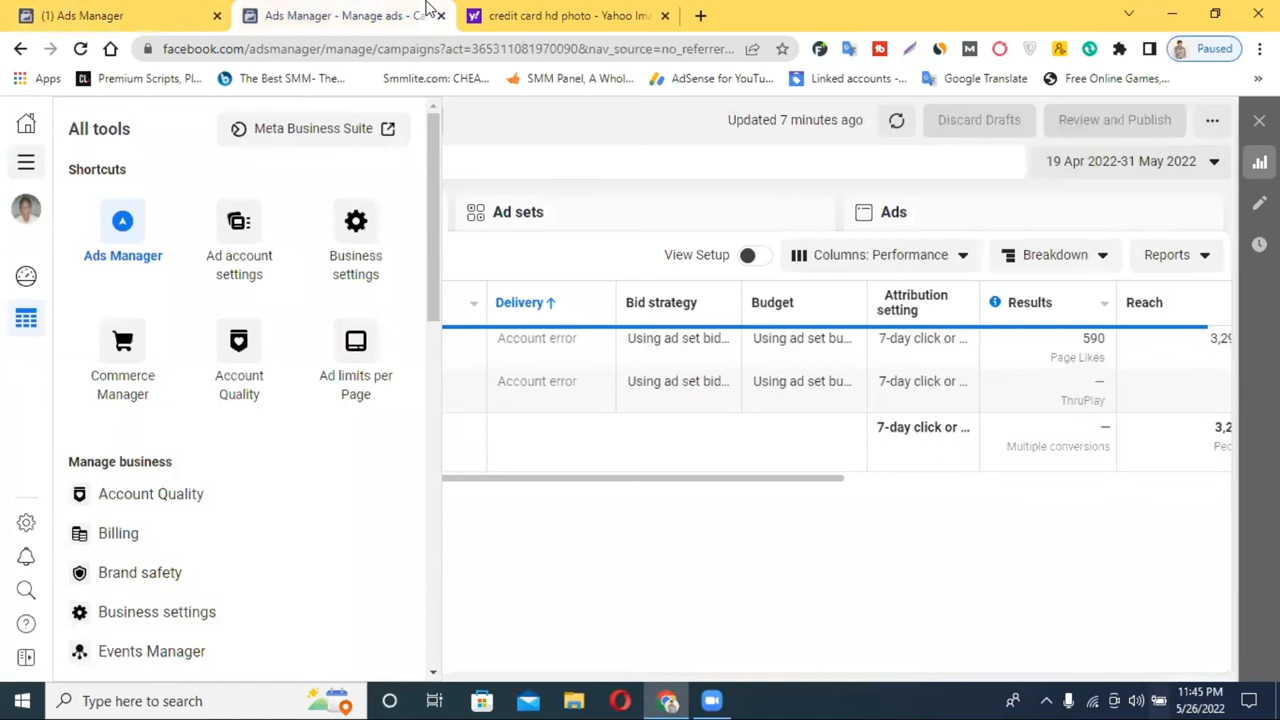 (1) Ads Manager
Ads Manager - Manage ads - Ca
credit card hd photo - Yahoo Ima
facebook.com/adsmanager/manage/campaigns?act=365311081970090&nav_source=no_referrer...
Paused
Apps
Premium Scripts, Pl...
The Best SMM- The...
Smmlite.com: CHEA...
SMM Panel, A Whol...
AdSense for YouTu...
Linked accounts -...
Google Translate
Free Online Games,...
All tools
Meta Business Suite
Shortcuts
Ads Manager
Ad account
settings
Business
settings
Commerce
Manager
Account
Quality
Ad limits per
Page
Manage business
Account Quality
Billing
Brand safety
Business settings
Events Manager
Updated 7 minutes ago
Discard Drafts
Review and Publish
19 Apr 2022-31 May 2022
Ad sets
Ads
View Setup
Columns: Performance
Breakdown
Reports
Delivery ↑
Bid strategy
Budget
Attribution
setting
Results
Reach
Account error
Using ad set bid...
Using ad set bu...
7-day click or ...
590
3,29
Page Likes
Account error
Using ad set bid...
Using ad set bu...
7-day click or ...
—
ThruPlay
7-day click or ...
—
3,2
Multiple conversions
Peo
Type here to search
11:45 PM
5/26/2022